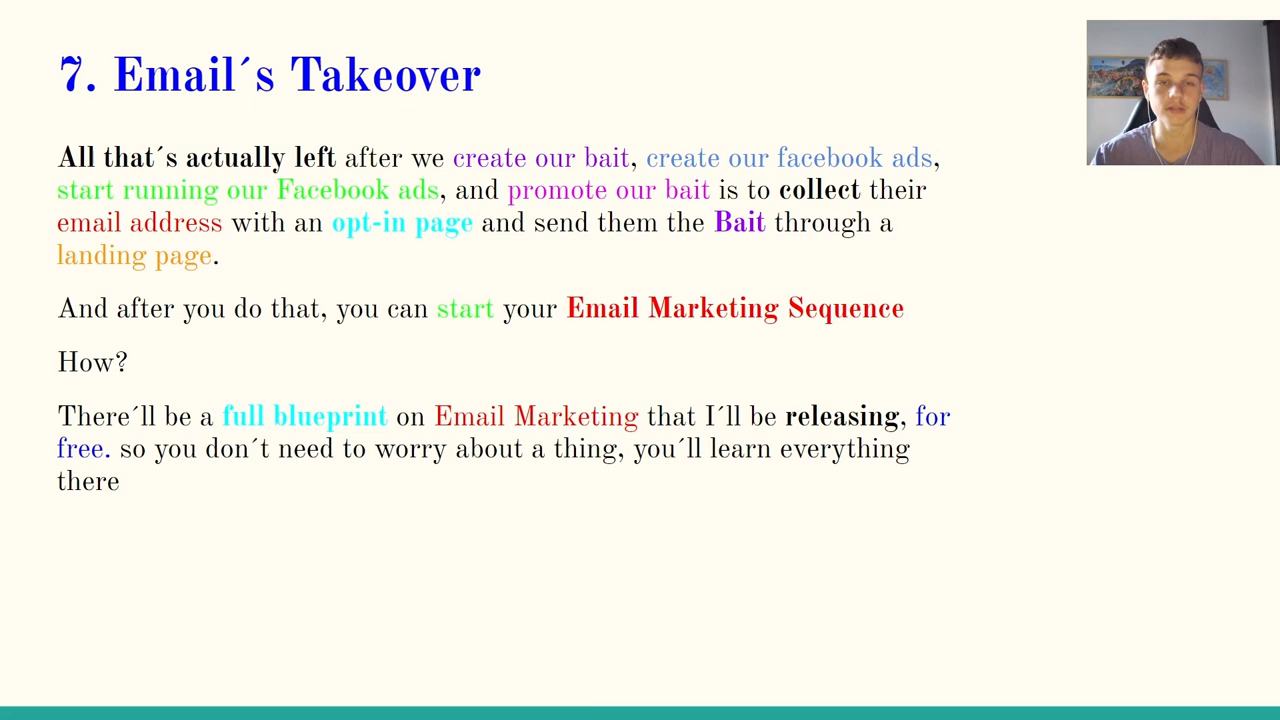 7. Email´s Takeover
All that´s actually left after we create our bait, create our facebook ads,
start running our Facebook ads, and promote our bait is to collect their
email address with an opt-in page and send them the Bait through a
landing page.
And after you do that, you can start your Email Marketing Sequence
How?
There´ll be a full blueprint on Email Marketing that I´ll be releasing, for
free. so you don´t need to worry about a thing, you´ll learn everything
there